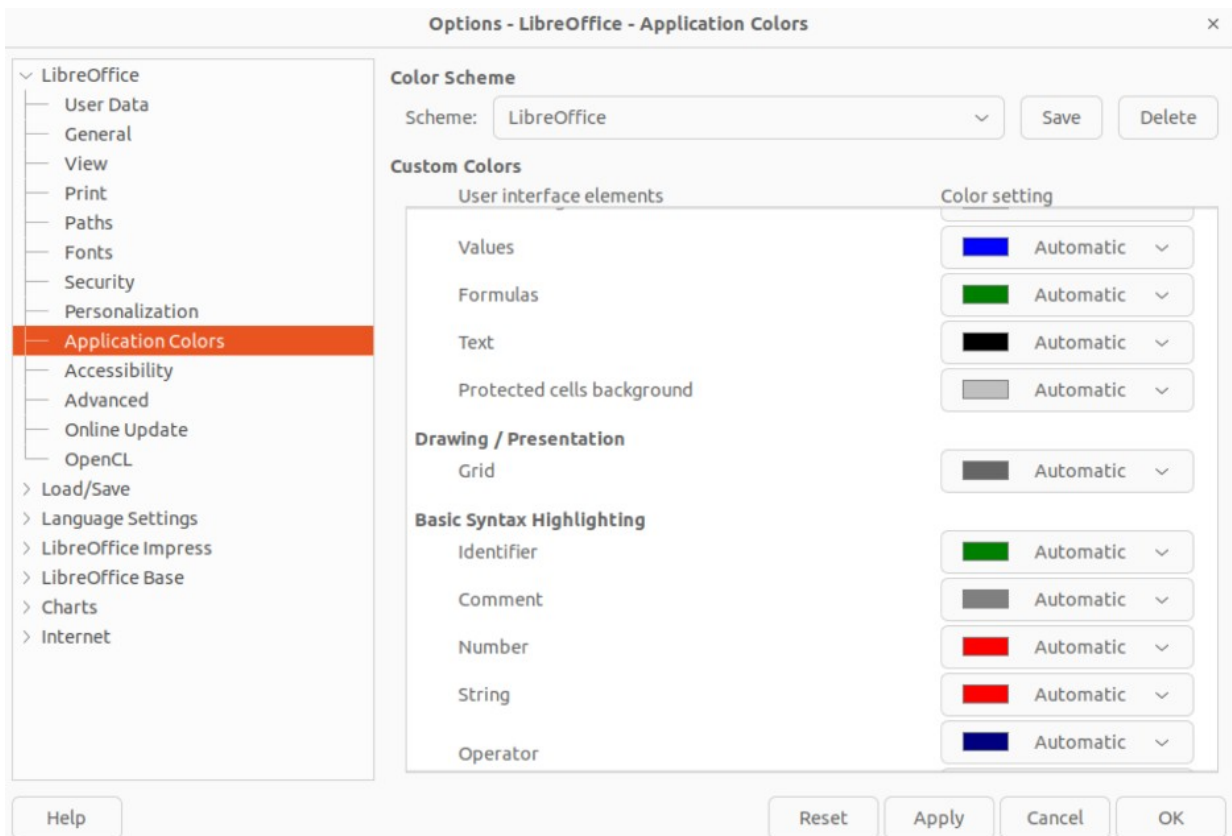 Options - LibreOffice - Application Colors
LibreOffice
User Data
General
View
Print
Paths
Fonts
Security
Personalization
Application Colors
Accessibility
Advanced
Online Update
OpenCL
Load/Save
Language Settings
LibreOffice Impress
LibreOffice Base
Charts
Internet
Color Scheme
Scheme: LibreOffice Save Delete
Custom Colors
User interface elements Color setting
Values Automatic
Formulas Automatic
Text Automatic
Protected cells background Automatic
Drawing / Presentation
Grid Automatic
Basic Syntax Highlighting
Identifier Automatic
Comment Automatic
Number Automatic
String Automatic
Operator Automatic
Help Reset Apply Cancel OK